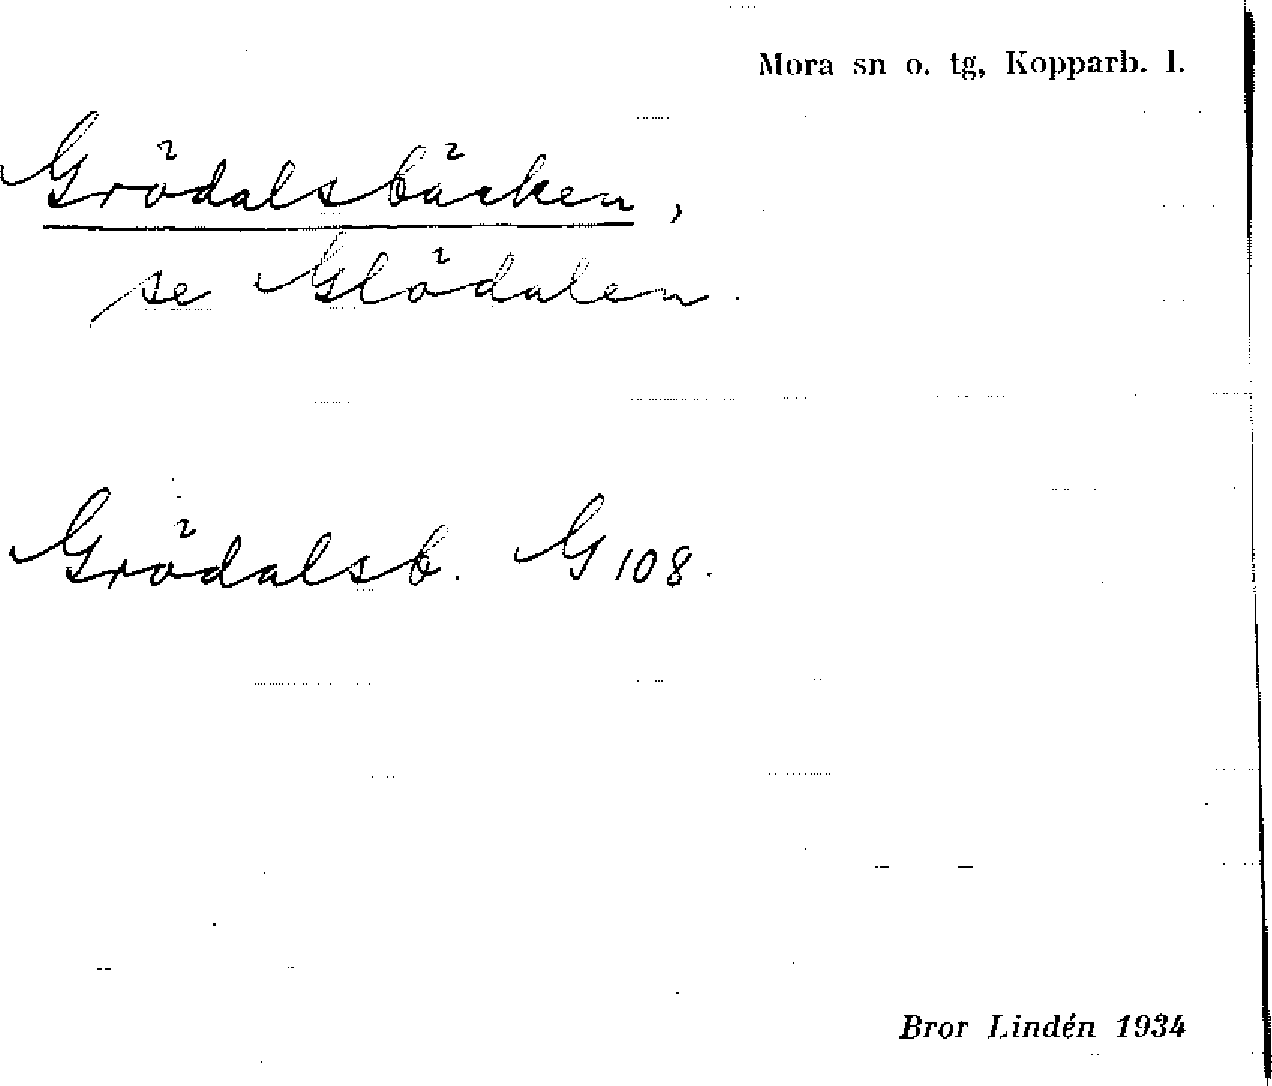 Mora sn o. tg, Kopparb. l.
Grödalsbäcken,
se Glödalen.
Grödalsb. G 108.
Bror Lindén 1934